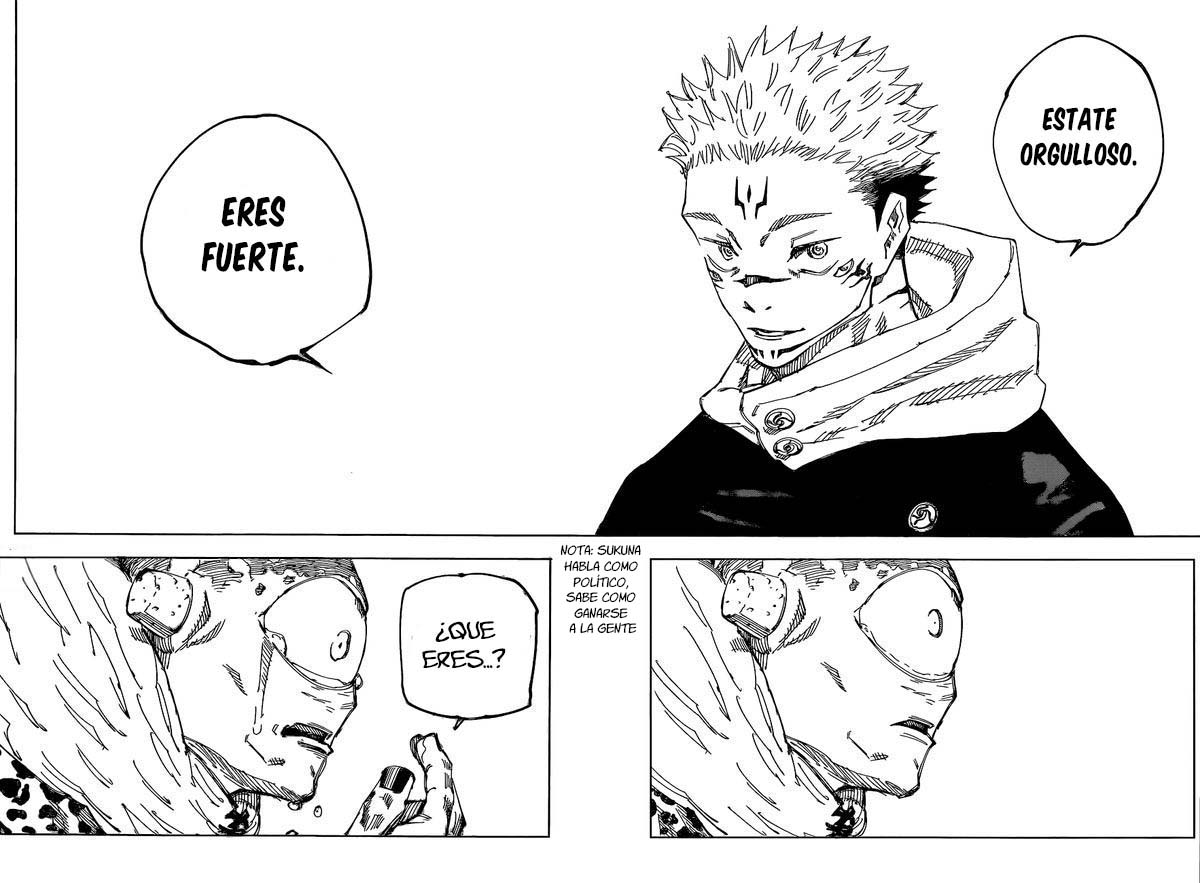 ESTATE
ORGULLOSO.
ERES
FUERTE.
NOTA: SUKUNA
HABLA COMO
POLÍTICO,
SABE COMO
GANARSE
A LA GENTE
¿QUE
ERES...?